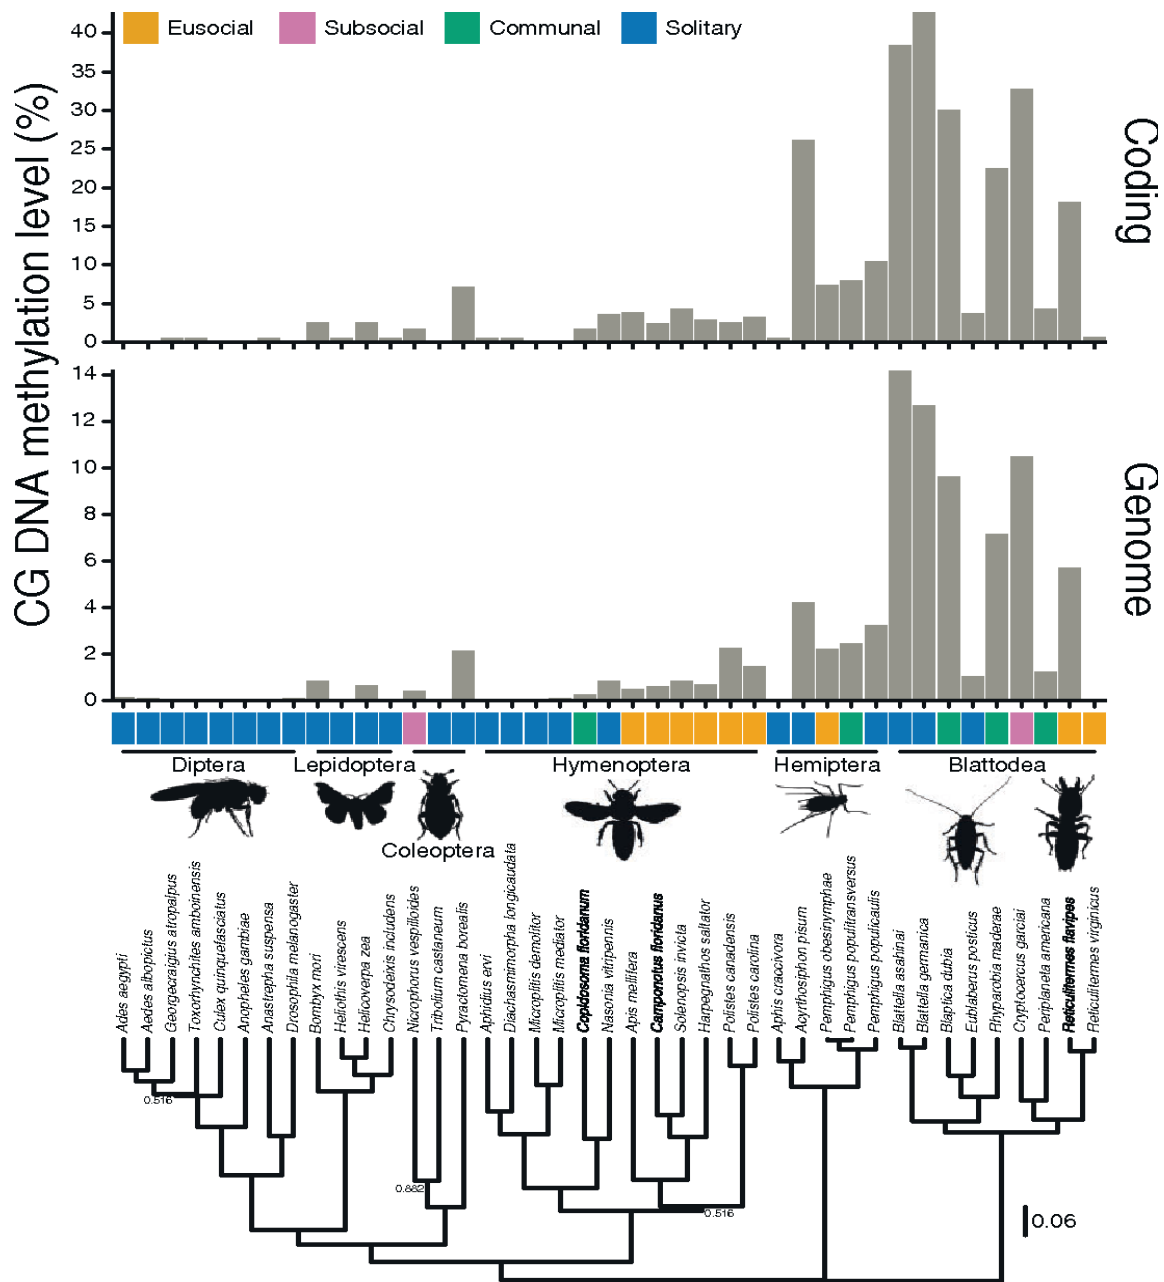 Eusocial
Subsocial
Communal
Solitary
CG DNA methylation level (%)
40
35
30
25
20
15
10
5
0
Coding
14
12
10
8
6
4
2
0
Genome
Diptera
Lepidoptera
Coleoptera
Hymenoptera
Hemiptera
Blattodea
Ades aegypti
Aedes albopictus
Georgecraigius atropalpus
Toxorhynchites amboinensis
Culex quinquefasciatus
Anopheles gambiae
Anastrepha suspensa
Drosophila melanogaster
Bombyx mori
Heliothis virescens
Helicoverpa zea
Chrysodeixis includens
Nicrophorus vespilloides
Tribolium castaneum
Pyractomena borealis
Aphidius ervi
Diachasmimorpha longicaudata
Microplitis demolitor
Microplitis mediator
Copidosoma floridanum
Nasonia vitripennis
Apis mellifera
Camponotus floridanus
Solenopsis invicta
Harpegnathos saltator
Polistes canadensis
Polistes carolina
Aphis craccivora
Acyrthosiphon pisum
Pemphigus obesinymphae
Pemphigus populitransversus
Pemphigus populicaulis
Blattella asahinai
Blattella germanica
Blaptica dubia
Eublaberus posticus
Rhyparobia maderae
Cryptocercus garciai
Periplaneta americana
Reticulitermes flavipes
Reticulitermes virginicus
0.516
0.882
0.516
0.06